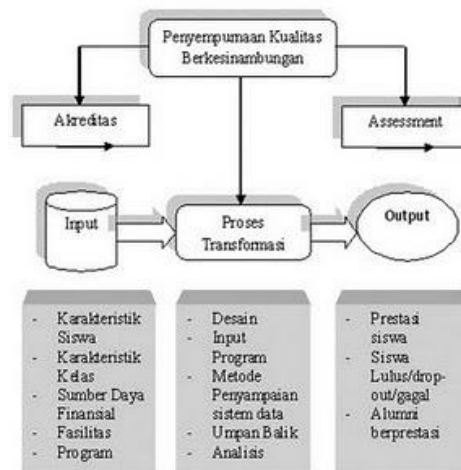 Penyempurnaan Kualitas
Berkesinambungan
Akreditas
Assessment
Input
Proses
Transformasi
Output
- Karakteristik
Siswa
- Karakteristik
Kelas
- Sumber Daya
Finansial
- Fasilitas
- Program
- Desain
- Input
Program
- Metode
Penyampaian
sistem data
- Umpan Balik
- Analisis
- Prestasi
siswa
- Siswa
Lulus/drop-
out/gagal
- Alumni
berprestasi